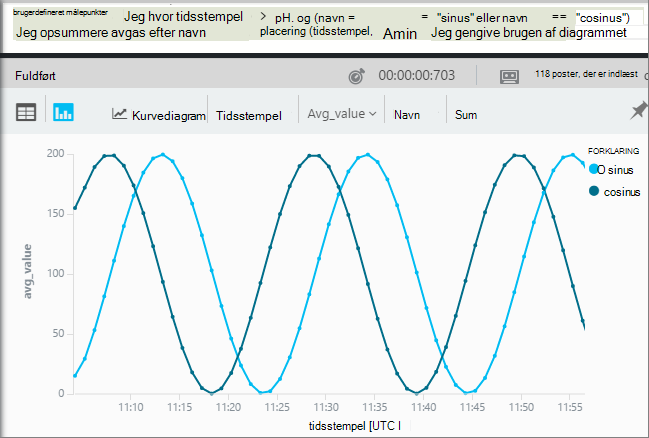 brugerdefineret målepunkter Jeg hvor tidsstempel > pH. og (navn = = "sinus" eller navn == "cosinus")
Jeg opsummere avgas efter navn placering (tidsstempel, Amin Jeg gengive brugen af diagrammet
Fuldført 00:00:00:703 118 poster, der er indlæst
Kurvediagram Tidsstempel Avg_value Navn Sum
FORKLARING
O sinus
cosinus
200
150
100
50
0
avg_value
11:10 11:15 11:20 11:25 11:30 11:35 11:40 11:45 11:50 11:55
tidsstempel [UTC I